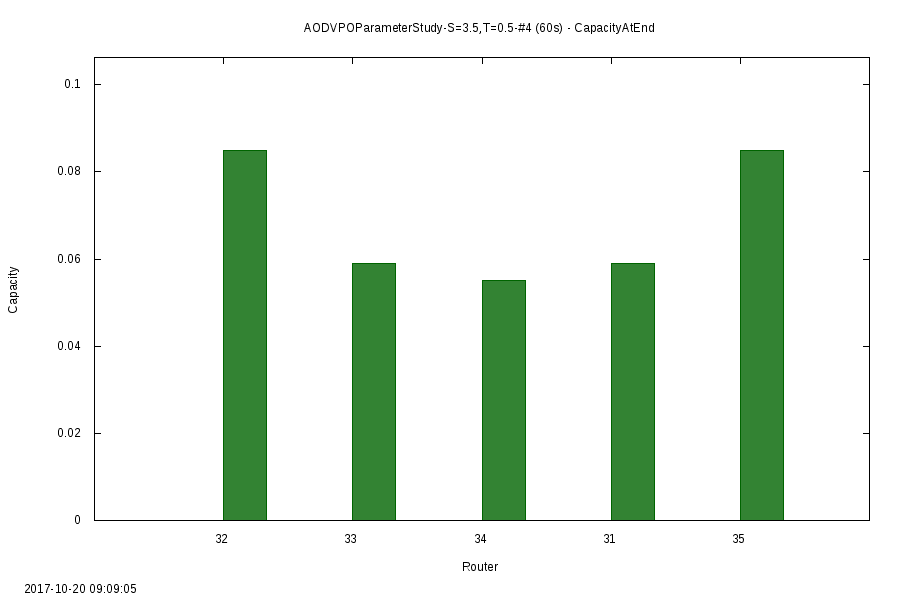 AODVPOParameterStudy-S=3.5,T=0.5-#4 (60s) - CapacityAtEnd
0.1
0.08
0.06
0.04
0.02
0
Capacity
32 33 34 31 35
Router
2017-10-20 09:09:05